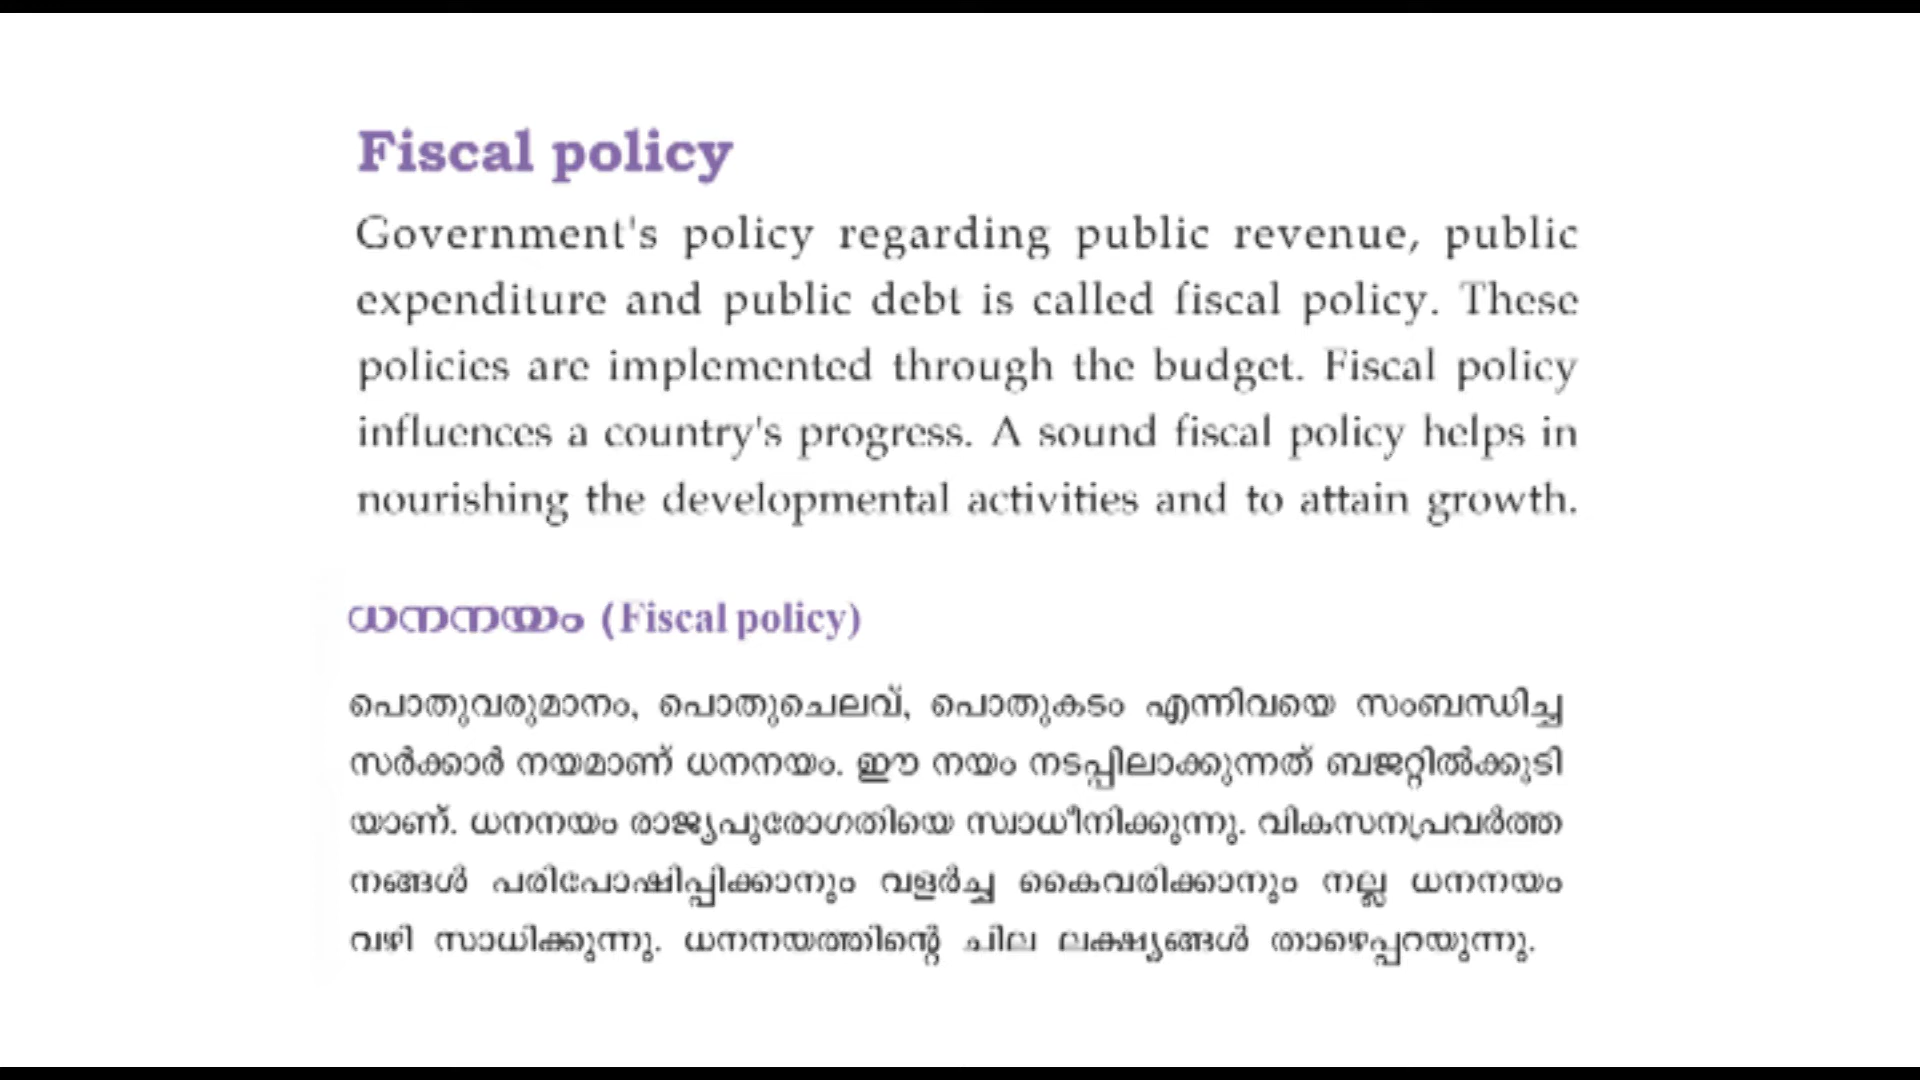 Fiscal policy
Government's policy regarding public revenue, public
expenditure and public debt is called fiscal policy. These
policies are implemented through the budget. Fiscal policy
influences a country's progress. A sound fiscal policy helps in
nourishing the developmental activities and to attain growth.
ധനനയം (Fiscal policy)
പൊതുവരുമാനം, പൊതുചെലവ്, പൊതുകടം എന്നിവയെ സംബന്ധിച്ച
സർക്കാർ നയമാണ് ധനനയം. ഈ നയം നടപ്പിലാക്കുന്നത് ബജറ്റിൽക്കൂടി
യാണ്. ധനനയം രാജ്യപുരോഗതിയെ സ്വാധീനിക്കുന്നു. വികസനപ്രവർത്ത
നങ്ങൾ പരിപോഷിപ്പിക്കാനും വളർച്ച കൈവരിക്കാനും നല്ല ധനനയം
വഴി സാധിക്കുന്നു. ധനനയത്തിന്റെ ചില ലക്ഷ്യങ്ങൾ താഴെപ്പറയുന്നു.